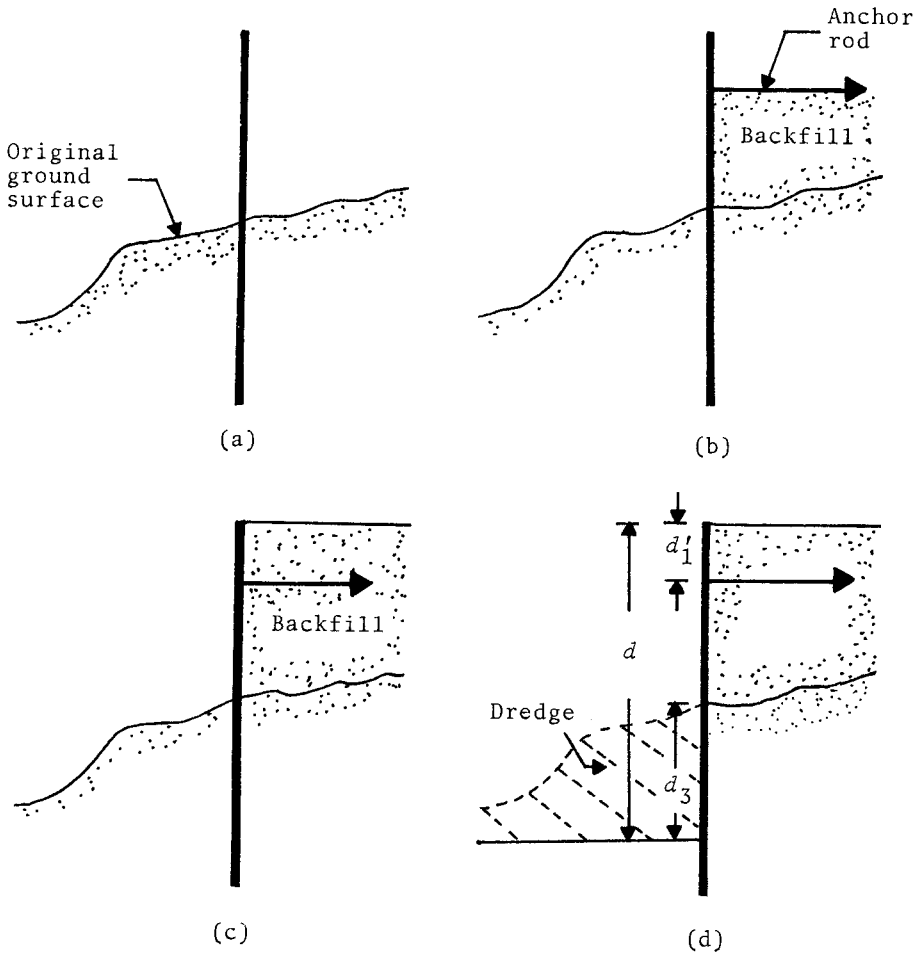 Original
ground
surface
(a)
Anchor
rod
Backfill
(b)
Backfill
(c)
d'1
d
Dredge
d3
(d)